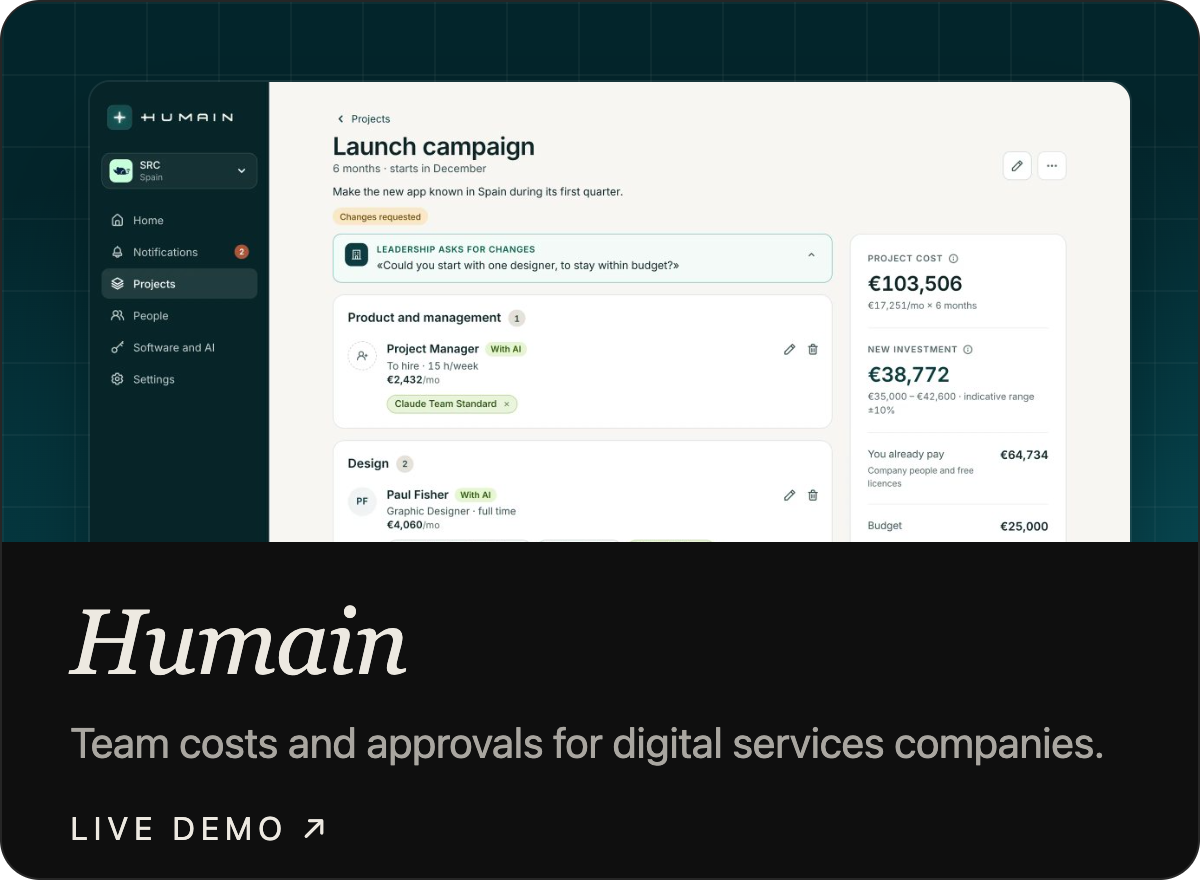 HUMAIN
SRC
Spain
Home
Notifications 2
Projects
People
Software and AI
Settings
Projects
Launch campaign
6 months · starts in December
Make the new app known in Spain during its first quarter.
Changes requested
LEADERSHIP ASKS FOR CHANGES
«Could you start with one designer, to stay within budget?»
Product and management 1
Project Manager With AI
To hire · 15 h/week
€2,432/mo
Claude Team Standard ×
Design 2
PF
Paul Fisher With AI
Graphic Designer · full time
€4,060/mo
PROJECT COST
€103,506
€17,251/mo × 6 months
NEW INVESTMENT
€38,772
€35,000 – €42,600 · indicative range
±10%
You already pay €64,734
Company people and free
licences
Budget €25,000
Humain
Team costs and approvals for digital services companies.
LIVE DEMO ↗